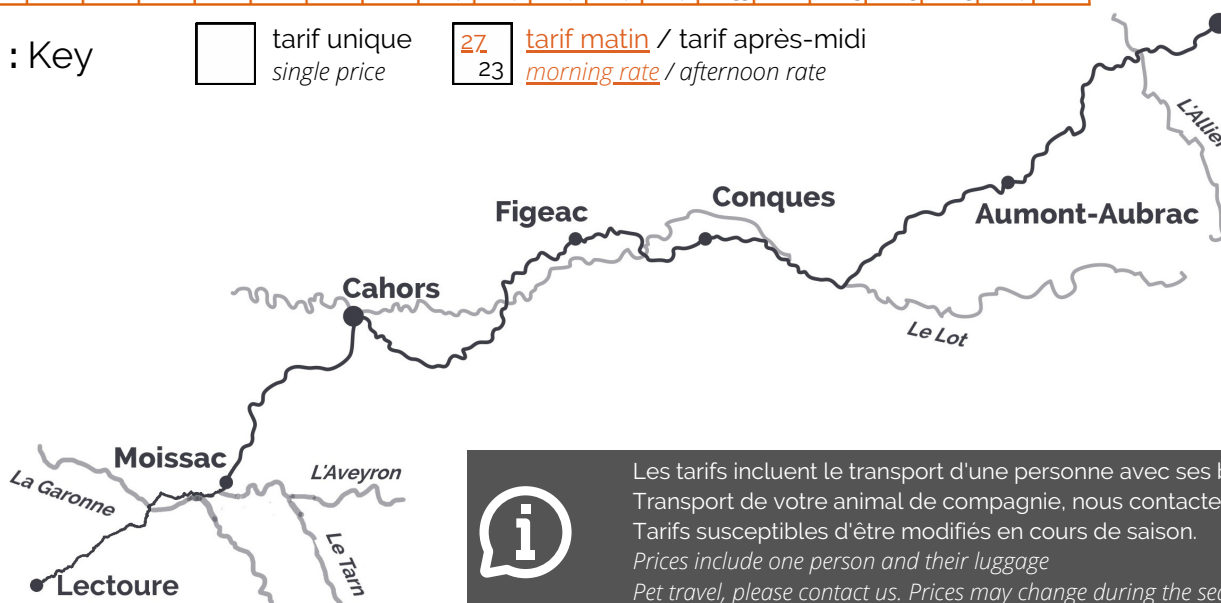 : Key
tarif unique
single price
27
23
tarif matin / tarif après-midi
morning rate / afternoon rate
L'Allier
Conques
Figeac
Aumont-Aubrac
Cahors
Le Lot
Moissac
L'Aveyron
La Garonne
Le Tarn
Lectoure
Les tarifs incluent le transport d'une personne avec ses
Transport de votre animal de compagnie, nous
Tarifs susceptibles d'être modifiés en cours de saison.
Prices include one person and their luggage
Pet travel, please contact us. Prices may change during the